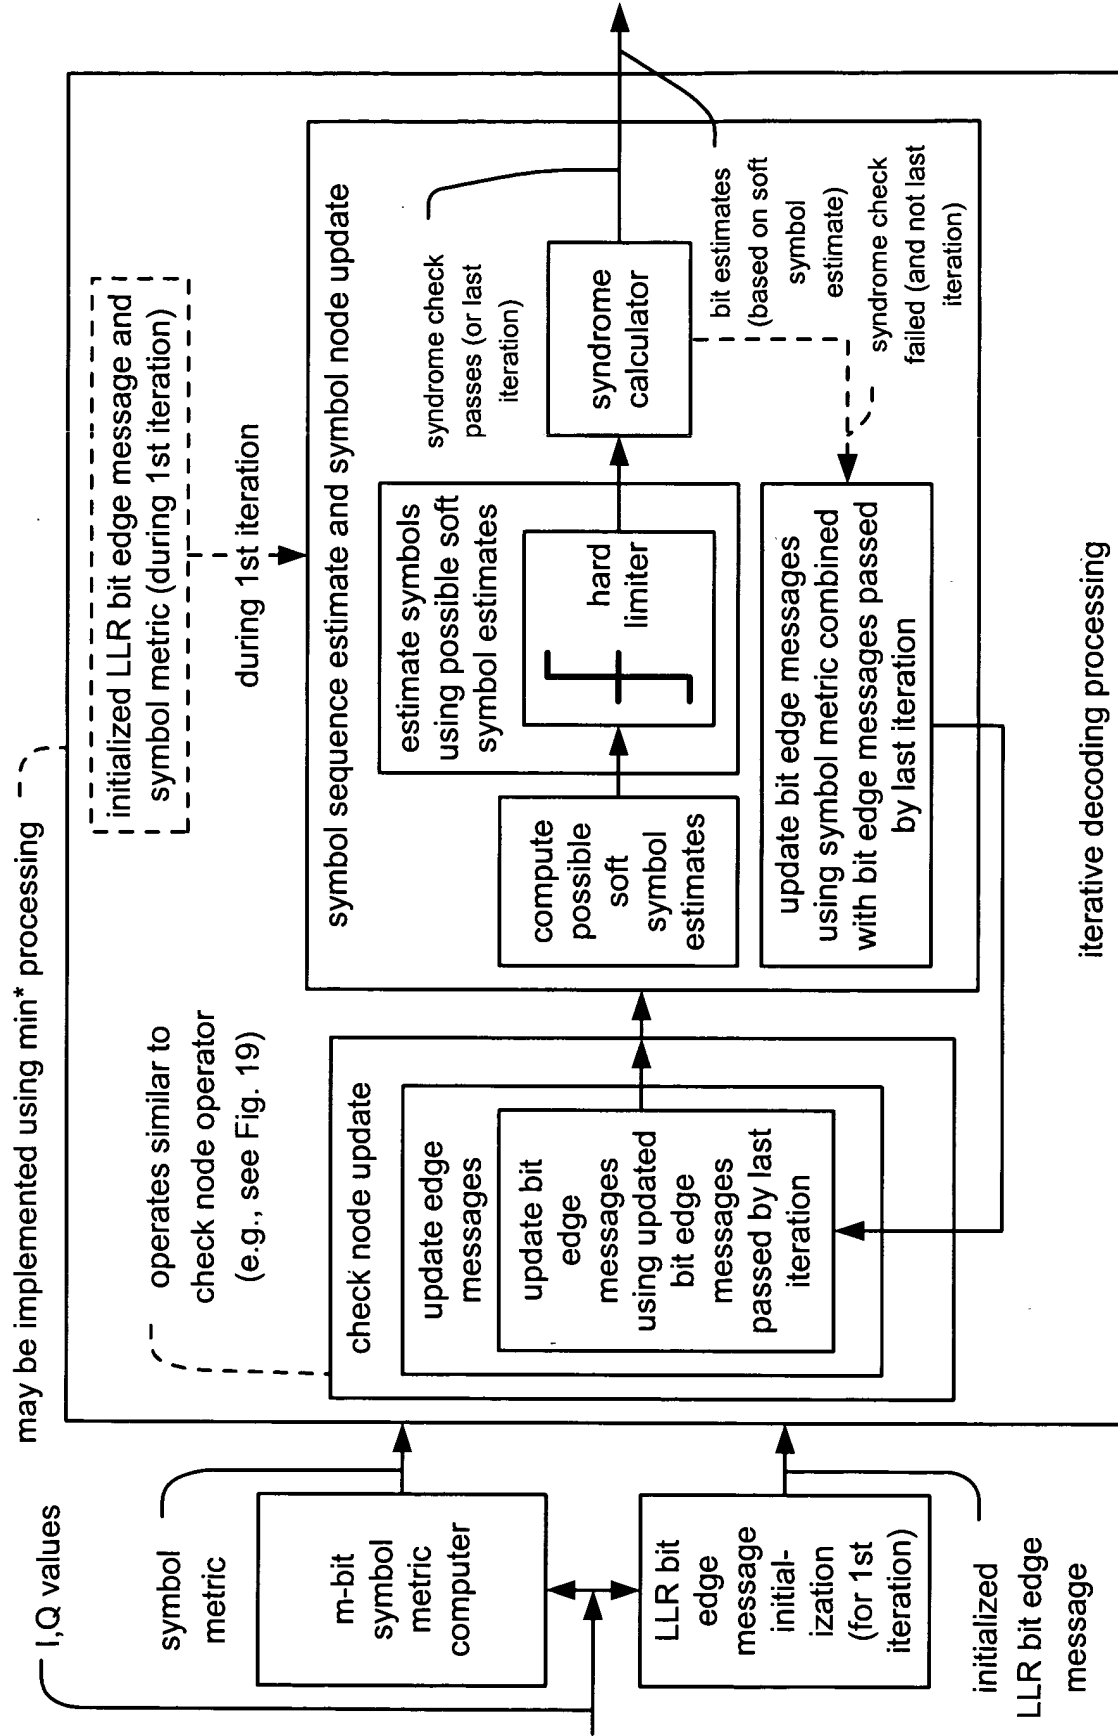 I,Q values
symbol
metric
m-bit
symbol
metric
computer
LLR bit
edge
message
initial-
ization
(for 1st
iteration)
initialized
LLR bit edge
message
may be implemented using min* processing
operates similar to
check node operator
(e.g., see Fig. 19)
check node update
update edge
messages
update bit
edge
messages
using updated
bit edge
messages
passed by last
iteration
initialized LLR bit edge message and
symbol metric (during 1st iteration)
during 1st iteration
symbol sequence estimate and symbol node update
compute
possible
soft
symbol
estimates
estimate symbols
using possible soft
symbol estimates
hard
limiter
syndrome check
passes (or last
iteration)
syndrome
calculator
bit estimates
(based on soft
symbol
estimate)
syndrome check
failed (and not last
iteration)
update bit edge messages
using symbol metric combined
with bit edge messages passed
by last iteration
iterative decoding processing